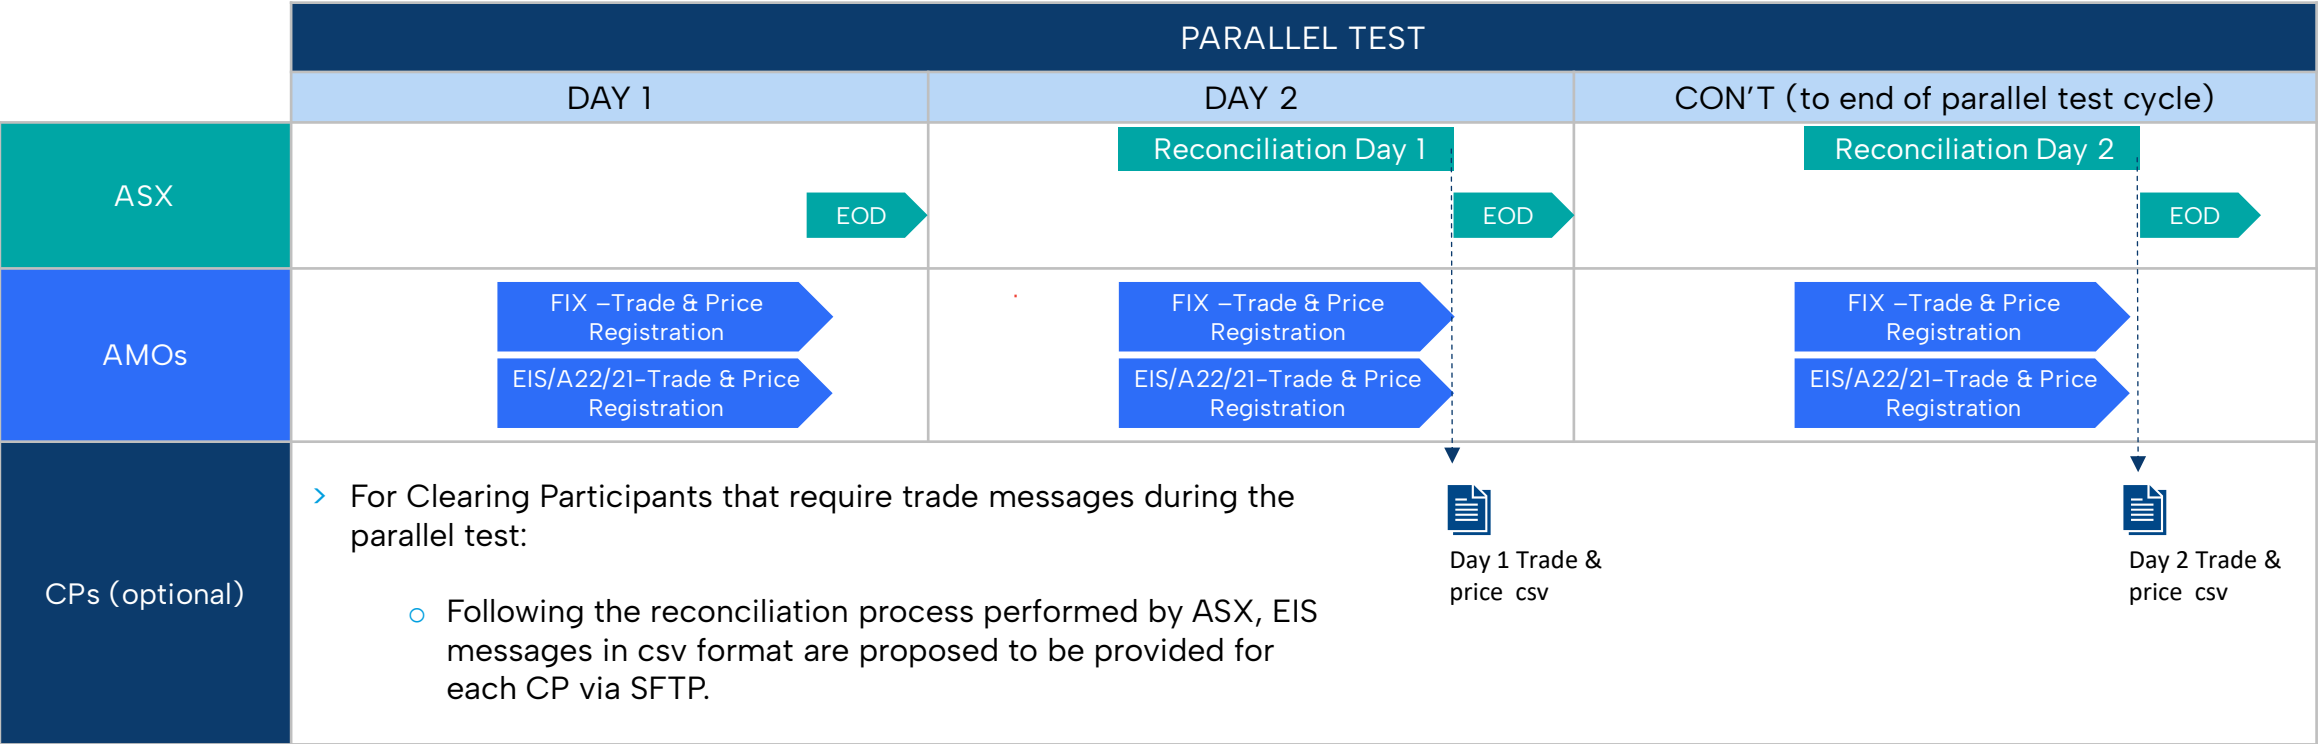 PARALLEL TEST
DAY 1
DAY 2
CON'T (to end of parallel test cycle)
ASX
Reconciliation Day 1
Reconciliation Day 2
EOD
EOD
EOD
AMOs
FIX –Trade & Price
Registration
FIX –Trade & Price
Registration
FIX –Trade & Price
Registration
EIS/A22/21-Trade & Price
Registration
EIS/A22/21-Trade & Price
Registration
EIS/A22/21-Trade & Price
Registration
CPs (optional)
> For Clearing Participants that require trade messages during the
parallel test:
o Following the reconciliation process performed by ASX, EIS
messages in csv format are proposed to be provided for
each CP via SFTP.
Day 1 Trade &
price csv
Day 2 Trade &
price csv